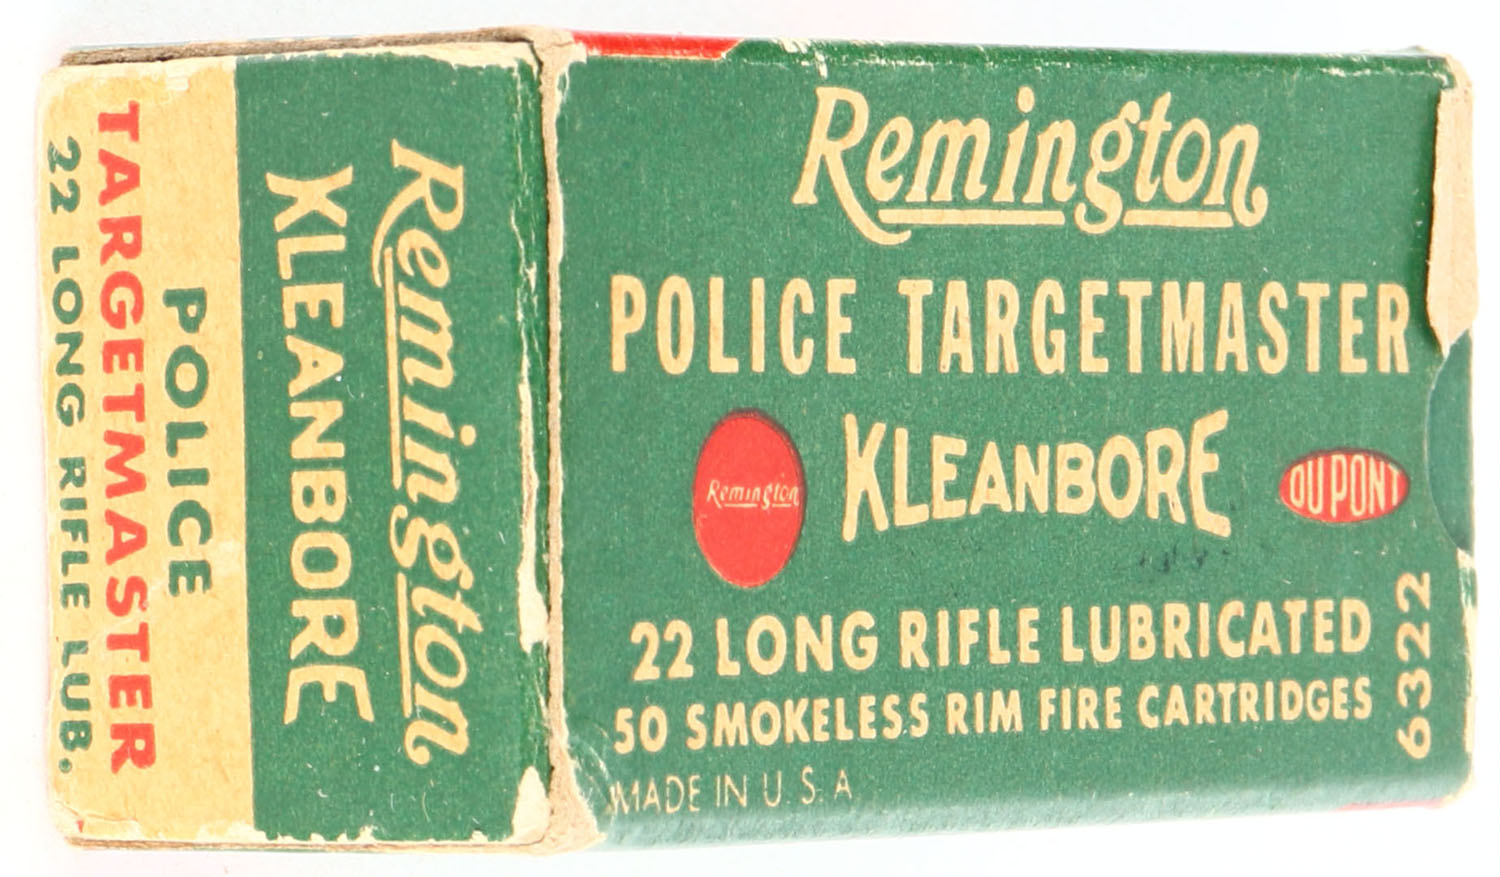 Remington
POLICE TARGETMASTER
Remington
KLEANBORE
DU PONT
22 LONG RIFLE LUBRICATED
50 SMOKELESS RIM FIRE CARTRIDGES
MADE IN U. S. A
6322
Remington
KLEANBORE
POLICE
TARGETMASTER
22 LONG RIFLE LUB.